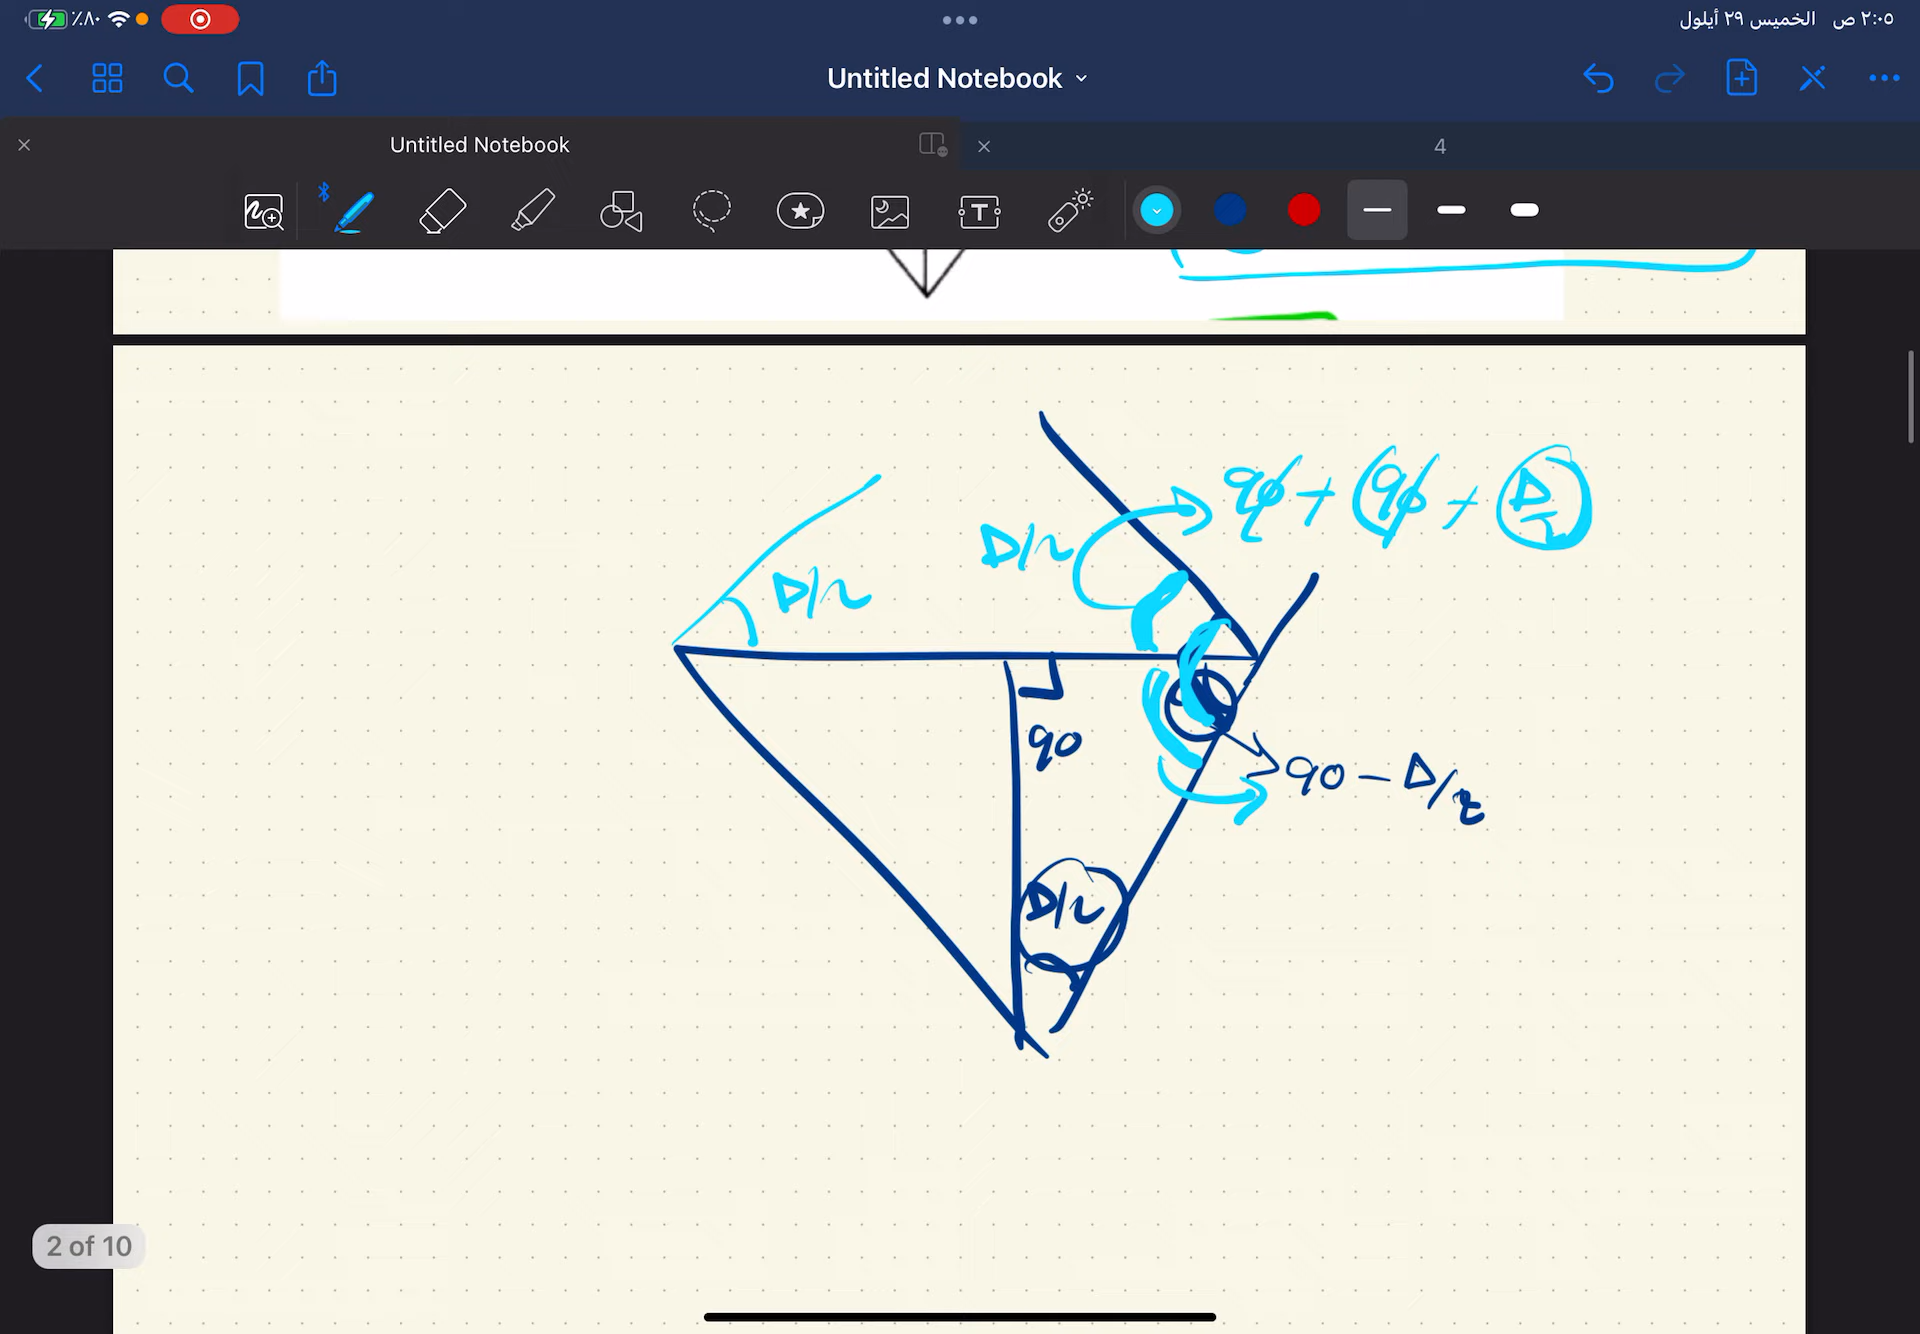 ٪٨٠
٢:٠٥ ص الخميس ٢٩ أيلول
Untitled Notebook
Untitled Notebook
4
T
90 + (90 + D/2
D/2
D/2
90
90 - D/2
D/2
2 of 10